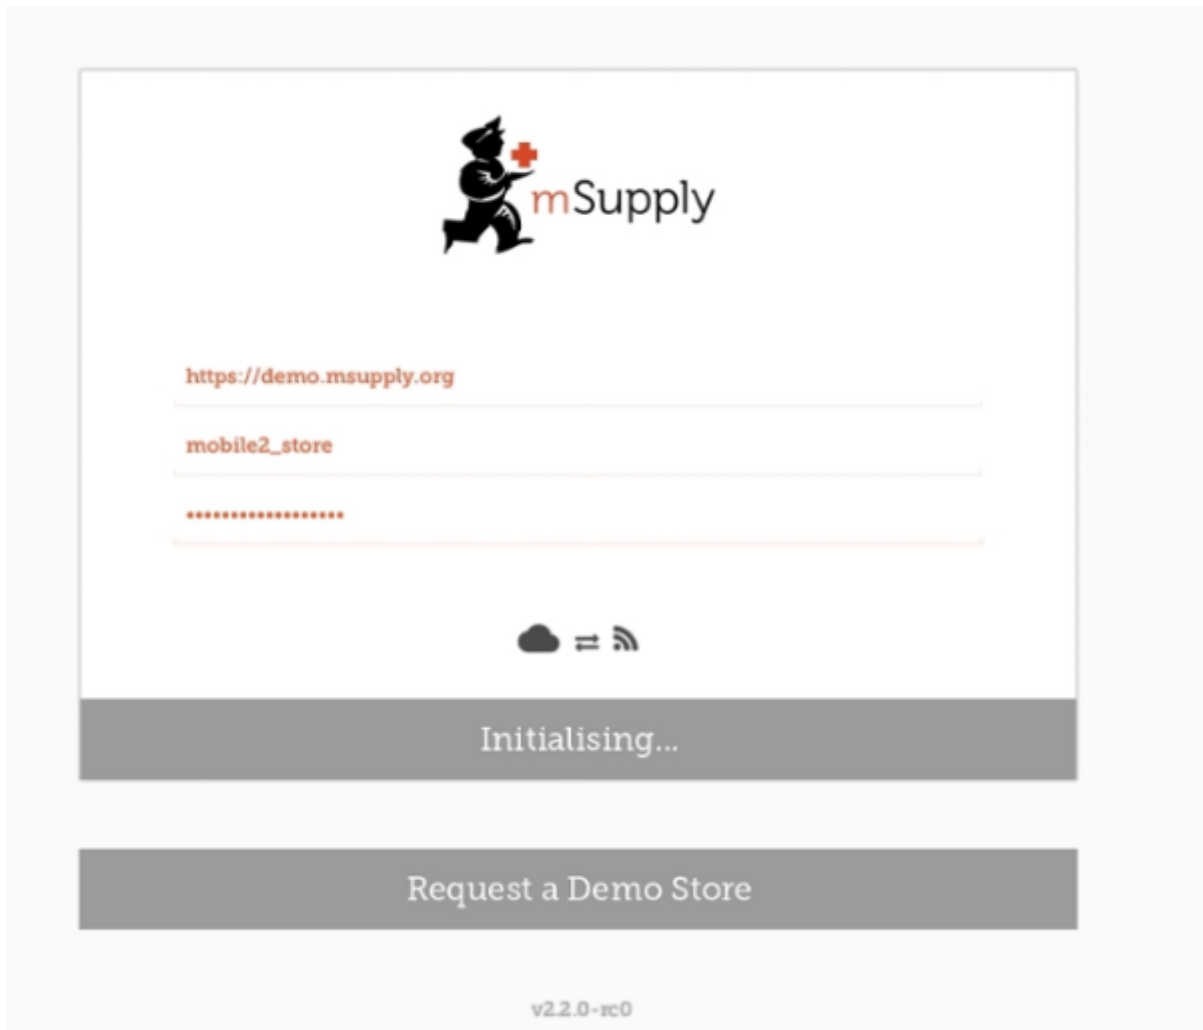 mSupply
https://demo.msupply.org
mobile2_store
••••••••••••••••••
Initialising...
Request a Demo Store
v2.2.0-rc0